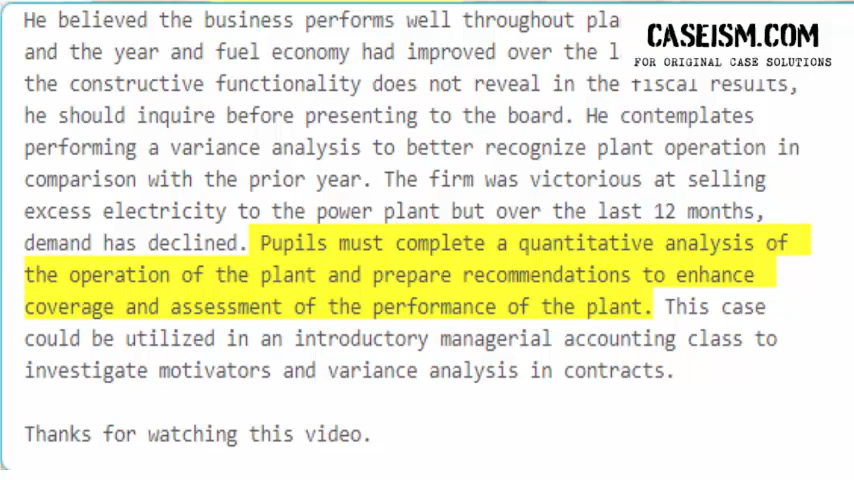 He believed the business performs well throughout
CASEISM.COM
and the year and fuel economy had improved over the
FOR ORIGINAL CASE SOLUTIONS
the constructive functionality does not reveal in the fiscal results,
he should inquire before presenting to the board. He contemplates
performing a variance analysis to better recognize plant operation in
comparison with the prior year. The firm was victorious at selling
excess electricity to the power plant but over the last 12 months,
demand has declined. Pupils must complete a quantitative analysis of
the operation of the plant and prepare recommendations to enhance
coverage and assessment of the performance of the plant. This case
could be utilized in an introductory managerial accounting class to
investigate motivators and variance analysis in contracts.
Thanks for watching this video.